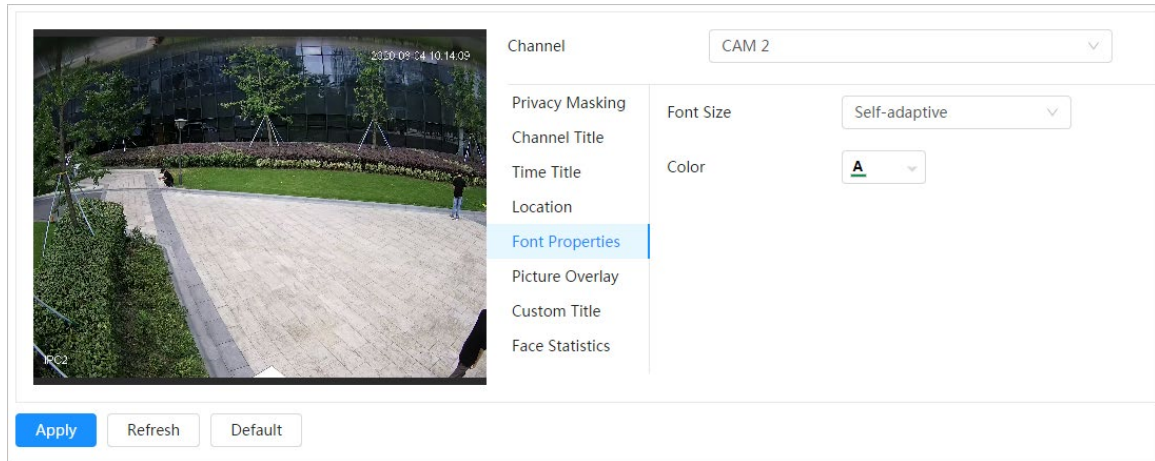 2020-09-04 10:14:09
IPC2
Channel
CAM 2
Privacy Masking
Channel Title
Time Title
Location
Font Properties
Picture Overlay
Custom Title
Face Statistics
Font Size
Self-adaptive
Color
A
Apply
Refresh
Default